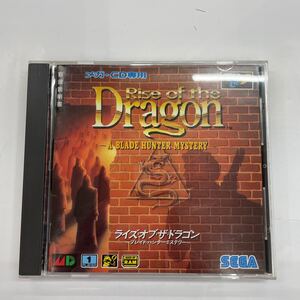 メガ-CD専用
Rise of the
Dragon
A BLADE HUNTER MYSTERY
ライズオブザドラゴン
ブレイド・ハンターミステリー
SEGA